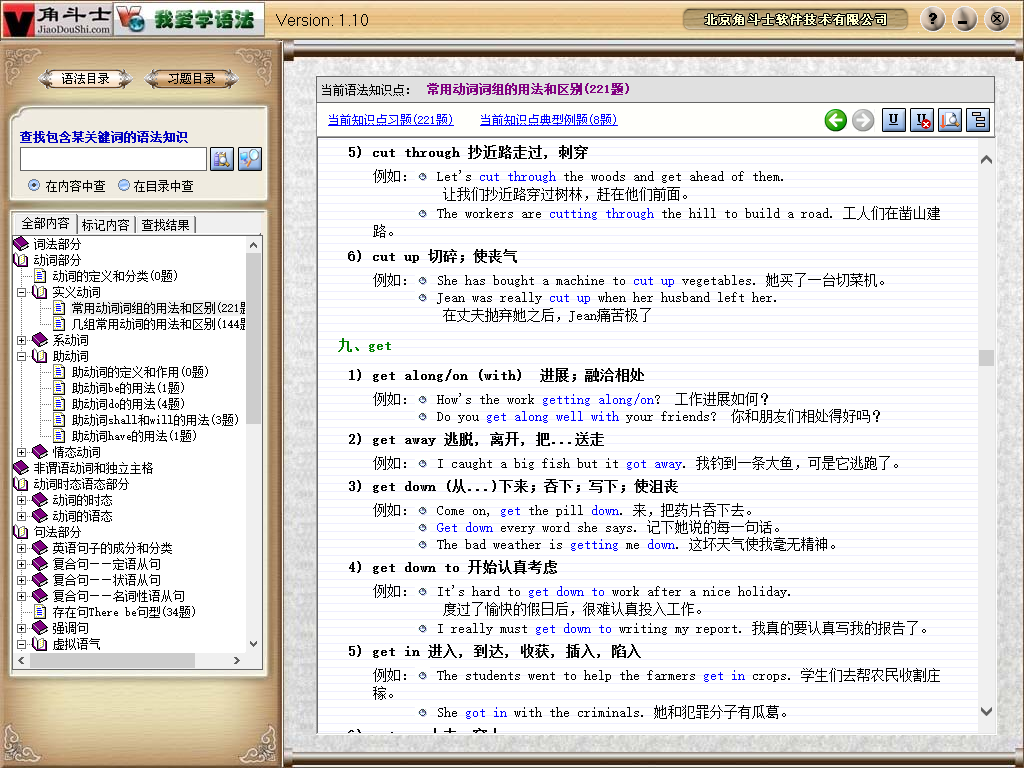 角斗士
JiaoDouShi.com
我爱学语法
Version: 1.10
北京角斗士软件技术有限公司
语法目录
习题目录
查找包含某关键词的语法知识
在内容中查
在目录中查
全部内容
标记内容
查找结果
词法部分
动词部分
动词的定义和分类(0题)
实义动词
常用动词词组的用法和区别(221题
几组常用动词的用法和区别(144题
系动词
助动词
助动词的定义和作用(0题)
助动词be的用法(1题)
助动词do的用法(4题)
助动词shall和will的用法(3题)
助动词have的用法(1题)
情态动词
非谓语动词和独立主格
动词时态语态部分
动词的时态
动词的语态
句法部分
英语句子的成分和分类
复合句——定语从句
复合句——状语从句
复合句——名词性语从句
存在句There be句型(34题)
强调句
虚拟语气
当前语法知识点： 常用动词词组的用法和区别(221题)
当前知识点习题(221题)
当前知识点典型例题(8题)
5) cut through 抄近路走过，刺穿
例如： Let's cut through the woods and get ahead of them.
让我们抄近路穿过树林，赶在他们前面。
The workers are cutting through the hill to build a road. 工人们在凿山建
路。
6) cut up 切碎；使丧气
例如： She has bought a machine to cut up vegetables. 她买了一台切菜机。
Jean was really cut up when her husband left her.
在丈夫抛弃她之后，Jean痛苦极了
九、get
1) get along/on (with) 进展；融洽相处
例如： How's the work getting along/on? 工作进展如何？
Do you get along well with your friends? 你和朋友们相处得好吗？
2) get away 逃脱，离开，把...送走
例如： I caught a big fish but it got away. 我钓到一条大鱼，可是它逃跑了。
3) get down (从...)下来；吞下；写下；使沮丧
例如： Come on, get the pill down. 来，把药片吞下去。
Get down every word she says. 记下她说的每一句话。
The bad weather is getting me down. 这坏天气使我毫无精神。
4) get down to 开始认真考虑
例如： It's hard to get down to work after a nice holiday.
度过了愉快的假日后，很难认真投入工作。
I really must get down to writing my report. 我真的要认真写我的报告了。
5) get in 进入，到达，收获，插入，陷入
例如： The students went to help the farmers get in crops. 学生们去帮农民收割庄
稼。
She got in with the criminals. 她和犯罪分子有瓜葛。